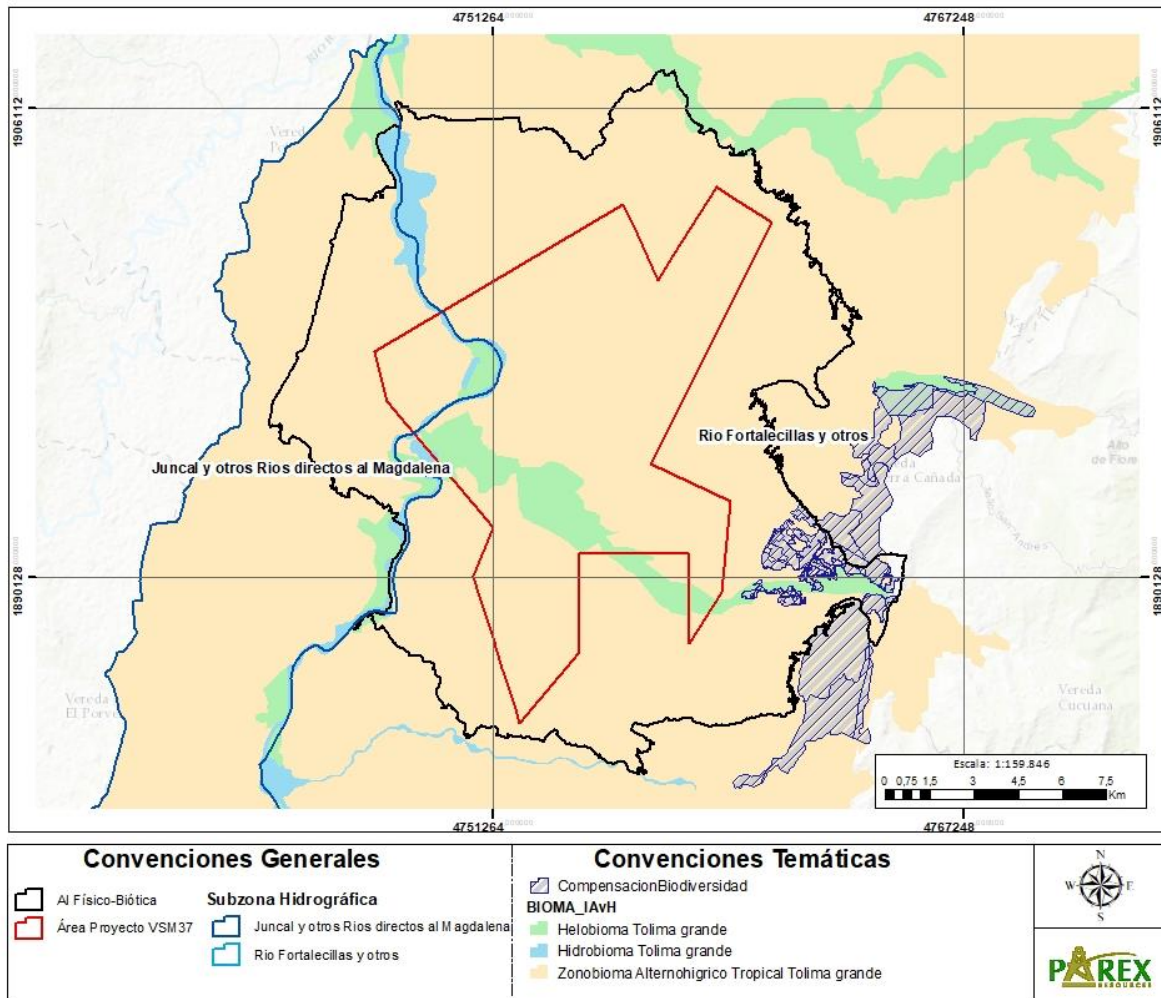 4751264 4767248
1906112 1906112
RIO R
Vereda
Juncal y otros Rios directos al Magdalena
Rio Fortalecillas y otros
Alto
de Flore
1890128 1890128
Vereda
El Porve
Vereda
Cucuana
Escala: 1:159.846
0 0,75 1,5 3 4,5 6 7,5
Km
4751264 4767248
Convenciones Generales
AI Físico-Biótica
Área Proyecto VSM37
Subzona Hidrográfica
Juncal y otros Rios directos al Magdalena
Rio Fortalecillas y otros
Convenciones Temáticas
CompensacionBiodiversidad
BIOMA_IAvH
Helobioma Tolima grande
Hidrobioma Tolima grande
Zonobioma Alternohigrico Tropical Tolima grande
N
W E
S
PAREX
RESOURCES